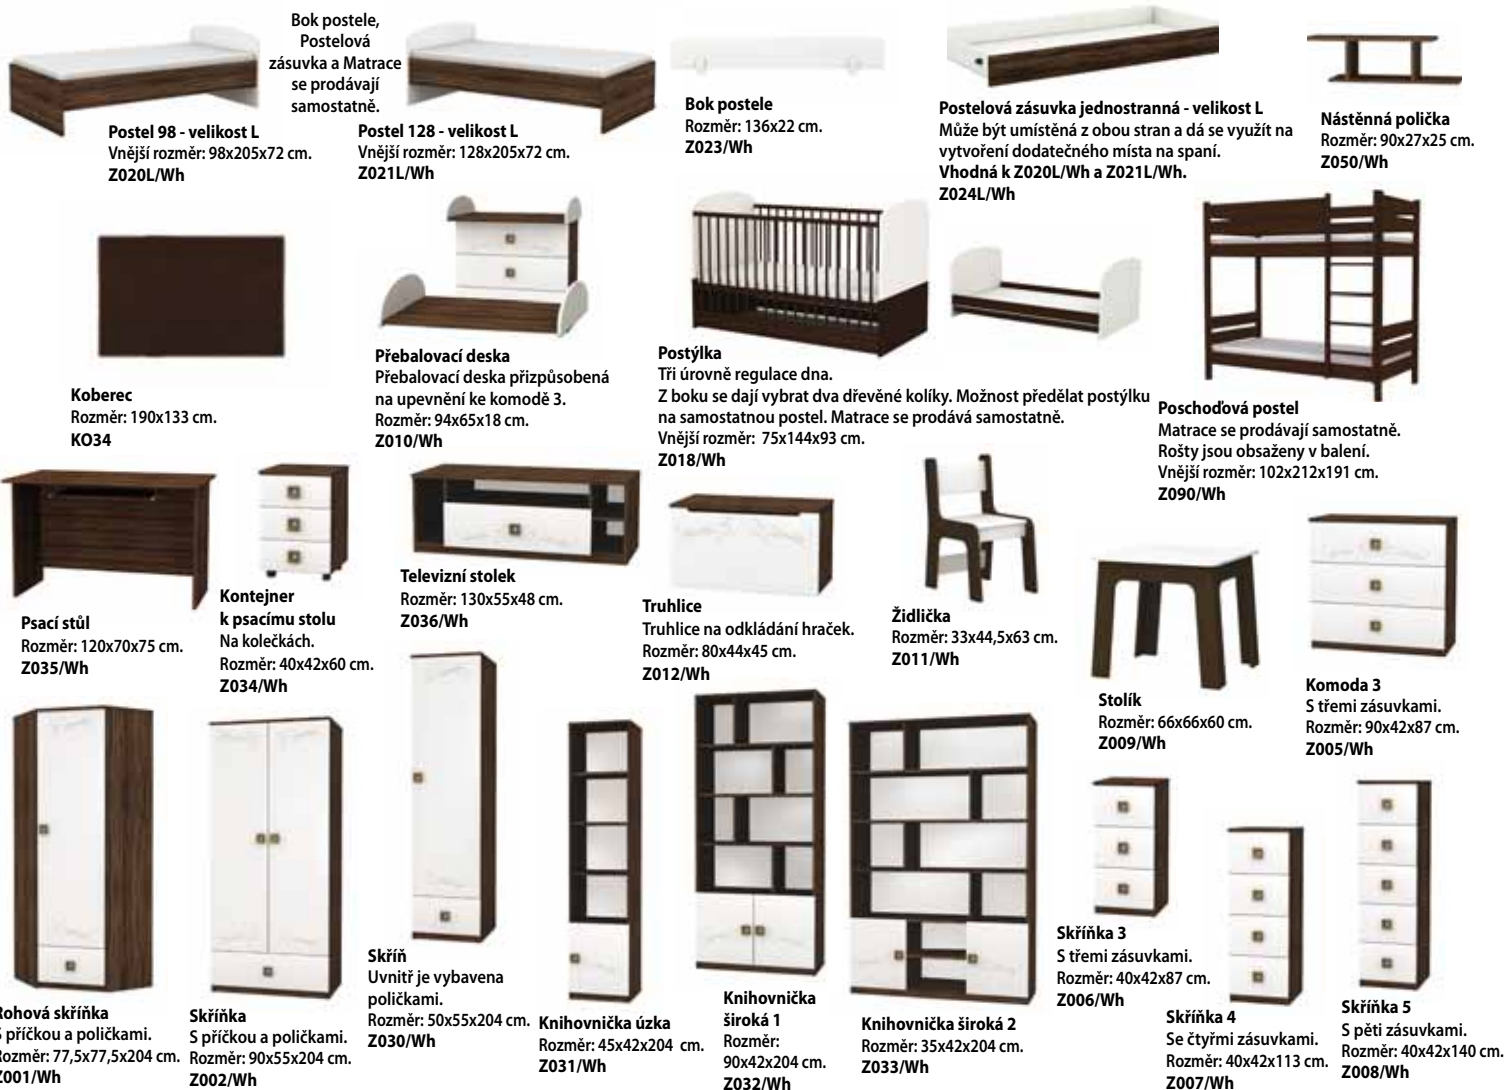 Bok postele,
Postelová
zásuvka a Matrace
se prodávají
samostatně.
Postel 98 - velikost L
Vnější rozměr: 98x205x72 cm.
Z020L/Wh
Postel 128 - velikost L
Vnější rozměr: 128x205x72 cm.
Z021L/Wh
Bok postele
Rozměr: 136x22 cm.
Z023/Wh
Postelová zásuvka jednostranná - velikost L
Může být umístěná z obou stran a dá se využít na
vytvoření dodatečného místa na spaní.
Vhodná k Z020L/Wh a Z021L/Wh.
Z024L/Wh
Nástěnná polička
Rozměr: 90x27x25 cm.
Z050/Wh
Koberec
Rozměr: 190x133 cm.
KO34
Přebalovací deska
Přebalovací deska přizpůsobená
na upevnění ke komodě 3.
Rozměr: 94x65x18 cm.
Z010/Wh
Postýlka
Tři úrovně regulace dna.
Z boku se dají vybrat dva dřevěné kolíky. Možnost předělat postýlku
na samostatnou postel. Matrace se prodává samostatně.
Vnější rozměr: 75x144x93 cm.
Z018/Wh
Poschoďová postel
Matrace se prodávají samostatně.
Rošty jsou obsaženy v balení.
Vnější rozměr: 102x212x191 cm.
Z090/Wh
Psací stůl
Rozměr: 120x70x75 cm.
Z035/Wh
Kontejner
k psacímu stolu
Na kolečkách.
Rozměr: 40x42x60 cm.
Z034/Wh
Televizní stolek
Rozměr: 130x55x48 cm.
Z036/Wh
Truhlice
Truhlice na odkládání hraček.
Rozměr: 80x44x45 cm.
Z012/Wh
Židlička
Rozměr: 33x44,5x63 cm.
Z011/Wh
Stolík
Rozměr: 66x66x60 cm.
Z009/Wh
Komoda 3
S třemi zásuvkami.
Rozměr: 90x42x87 cm.
Z005/Wh
Rohová skříňka
S příčkou a poličkami.
Rozměr: 77,5x77,5x204 cm.
Z001/Wh
Skříňka
S příčkou a poličkami.
Rozměr: 90x55x204 cm.
Z002/Wh
Skříň
Uvnitř je vybavena
poličkami.
Rozměr: 50x55x204 cm.
Z030/Wh
Knihovnička úzka
Rozměr: 45x42x204 cm.
Z031/Wh
Knihovnička
široká 1
Rozměr:
90x42x204 cm.
Z032/Wh
Knihovnička široká 2
Rozměr: 35x42x204 cm.
Z033/Wh
Skříňka 3
S třemi zásuvkami.
Rozměr: 40x42x87 cm.
Z006/Wh
Skříňka 4
Se čtyřmi zásuvkami.
Rozměr: 40x42x113 cm.
Z007/Wh
Skříňka 5
S pěti zásuvkami.
Rozměr: 40x42x140 cm.
Z008/Wh